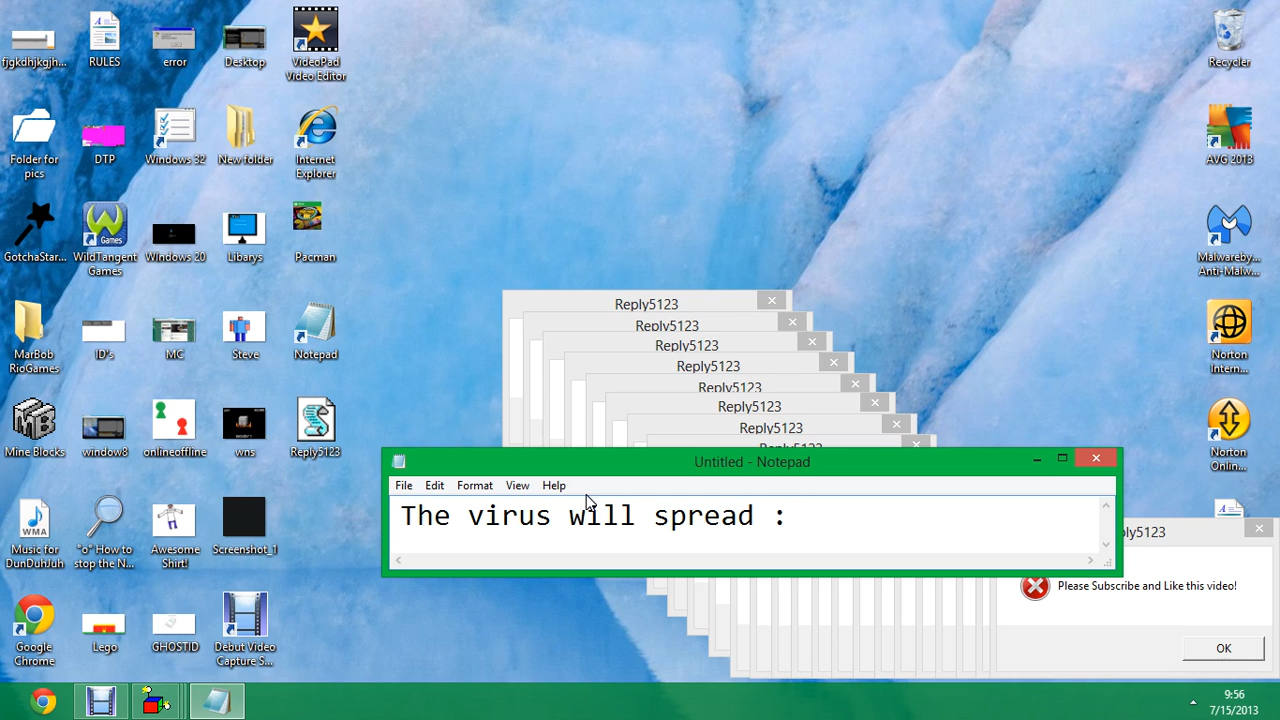 fjgkdhjkgjh...
RULES
error
Desktop
VideoPad
Video Editor
Recycler
Folder for
pics
DTP
Windows 32
New folder
Internet
Explorer
AVG 2013
GotchaStar...
WildTangent
Games
Windows 20
Libarys
Pacman
Malwareby...
Anti-Malw...
MarBob
RioGames
ID's
MC
Steve
Notepad
Norton
Intern...
Mine Blocks
window8
onlineoffline
wns
Reply5123
Norton
Onlin...
Music for
DunDuhJuh
"o" How to
stop the N...
Awesome
Shirt!
Screenshot_1
Google
Chrome
Lego
GHOSTID
Debut Video
Capture S...
Reply5123
Reply5123
Reply5123
Reply5123
Reply5123
Reply5123
Reply5123
Untitled - Notepad
File Edit Format View Help
The virus will spread :
Please Subscribe and Like this video!
OK
9:56
7/15/2013